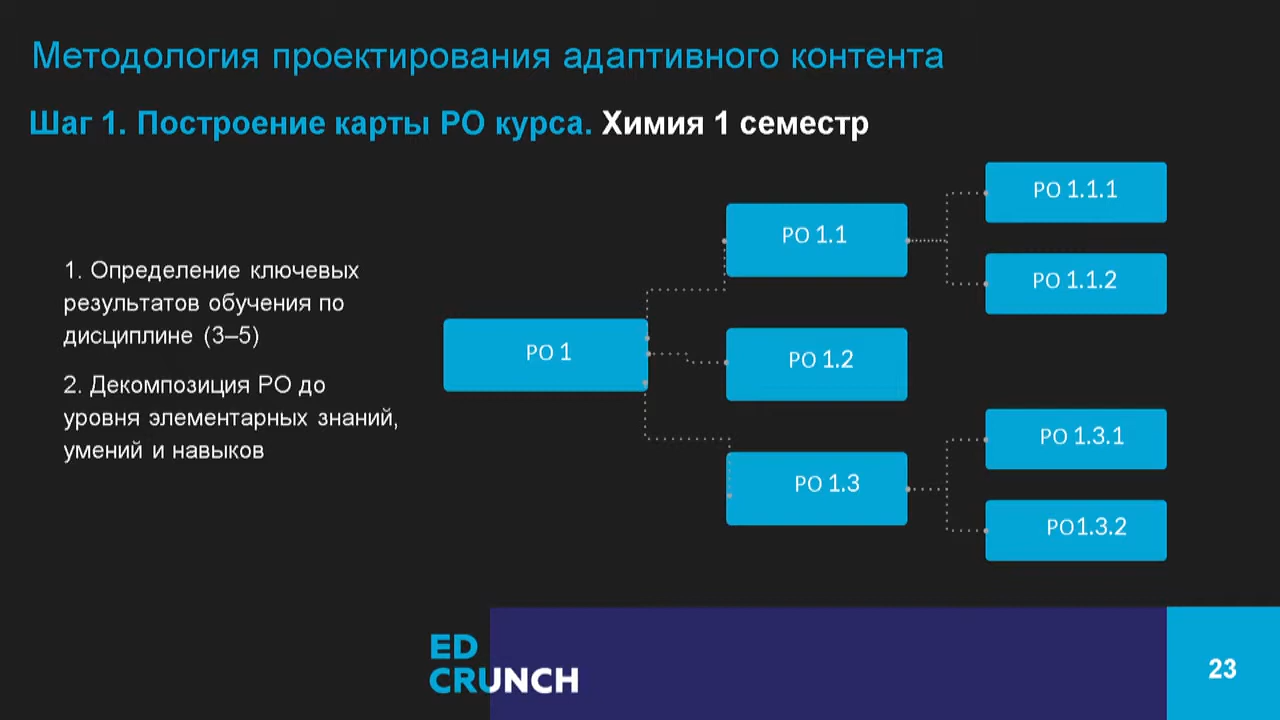 Методология проектирования адаптивного контента
Шаг 1. Построение карты РО курса. Химия 1 семестр
1. Определение ключевых
результатов обучения по
дисциплине (3–5)
2. Декомпозиция РО до
уровня элементарных знаний,
умений и навыков
РО 1
РО 1.1
РО 1.2
РО 1.3
РО 1.1.1
РО 1.1.2
РО 1.3.1
РО1.3.2
ED
CRUNCH
23